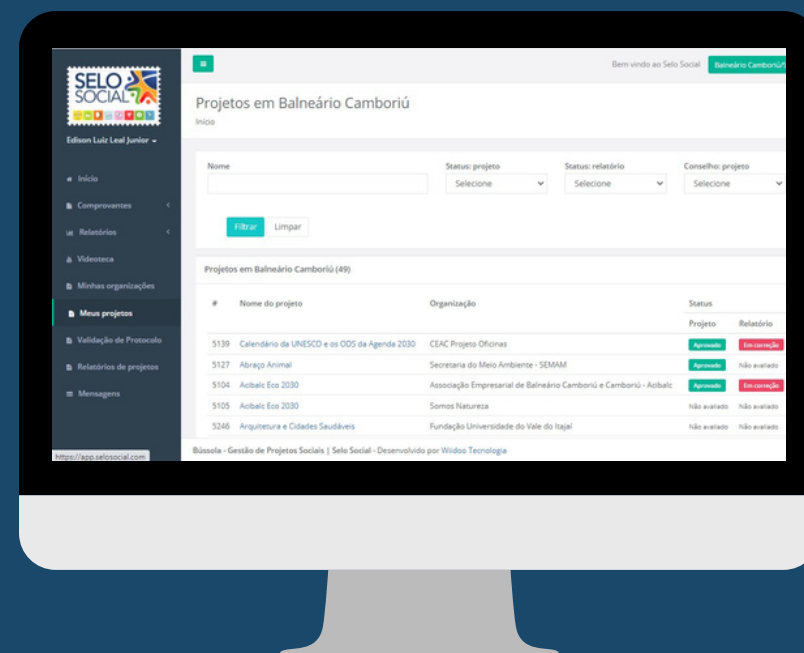 SELO
SOCIAL
Edison Luiz Leal Junior
Início
Comprovantes
Relatórios
Videoteca
Minhas organizações
Meus projetos
Validação de Protocolo
Relatórios de projetos
Mensagens
https://app.selosocial.com
Bem vindo ao Selo Social
Balneário Camboriú/S
Projetos em Balneário Camboriú
Início
Nome
Status: projeto
Status: relatório
Conselho: projeto
Selecione
Selecione
Selecione
Filtrar Limpar
Projetos em Balneário Camboriú (49)
# Nome do projeto Organização Status
Projeto Relatório
5139 Calendário da UNESCO e os ODS da Agenda 2030 CEAC Projeto Oficinas Aprovado Em correção
5127 Abraço Animal Secretaria do Meio Ambiente - SEMAM Aprovado Não avaliado
5104 Acibalc Eco 2030 Associação Empresarial de Balneário Camboriú e Camboriú - Acibalc Aprovado Em correção
5105 Acibalc Eco 2030 Somos Natureza Não avaliado Não avaliado
5246 Arquitetura e Cidades Saudáveis Fundação Universidade do Vale do Itajaí Não avaliado Não avaliado
Bússola - Gestão de Projetos Sociais | Selo Social - Desenvolvido por Wiidoo Tecnologia